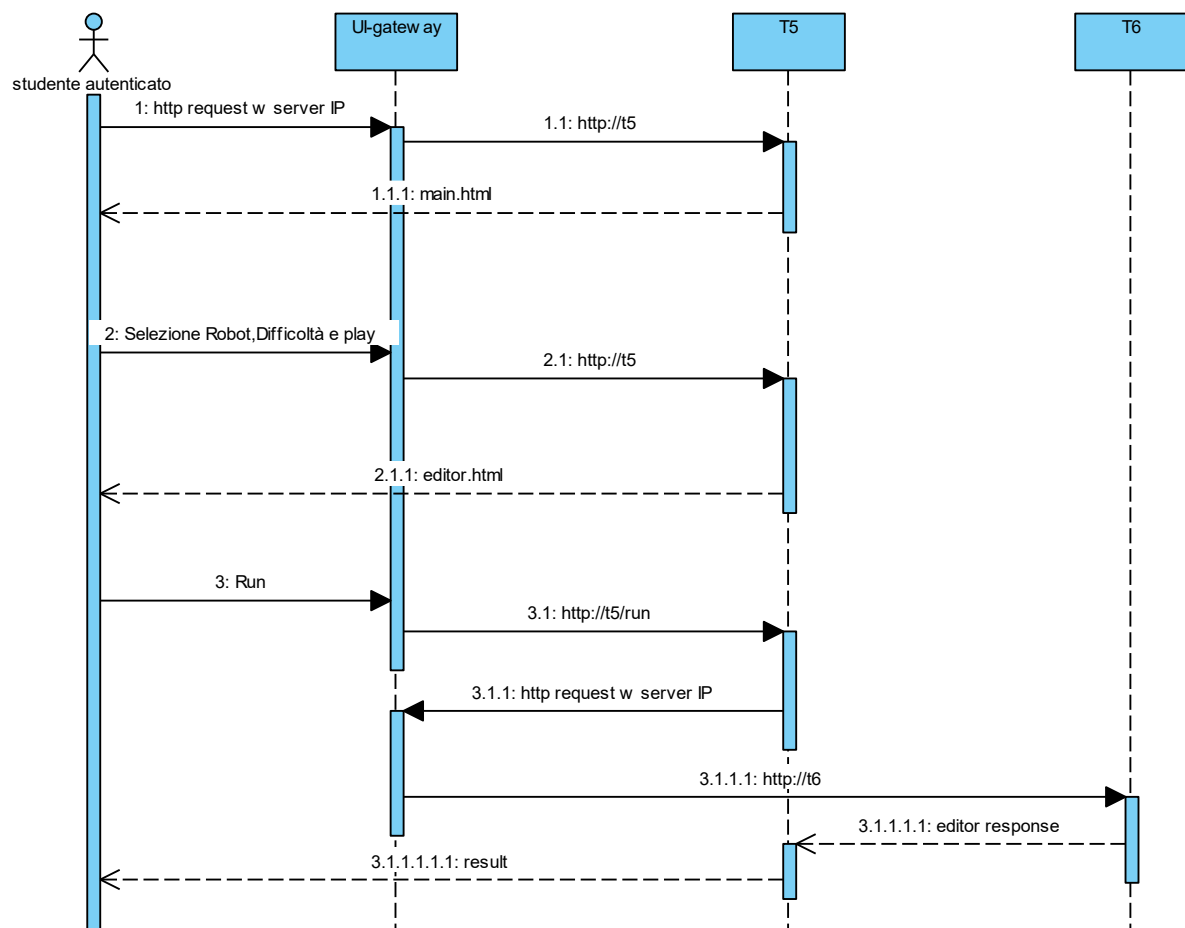 UI-gateway
T5
T6
studente autenticato
1: http request w server IP
1.1: http://t5
1.1.1: main.html
2: Selezione Robot,Difficoltà e play
2.1: http://t5
2.1.1: editor.html
3: Run
3.1: http://t5/run
3.1.1: http request w server IP
3.1.1.1: http://t6
3.1.1.1.1: editor response
3.1.1.1.1.1: result